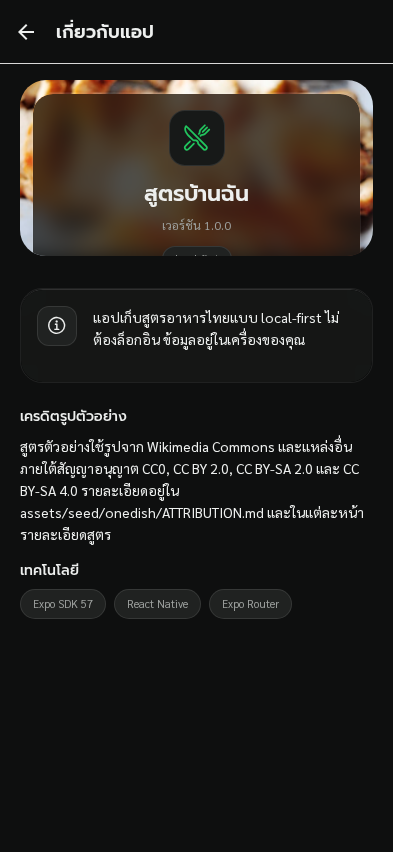 เกี่ยวกับแอป
สูตรบ้านฉัน
เวอร์ชัน 1.0.0
แอปเก็บสูตรอาหารไทยแบบ local-first ไม่
ต้องล็อกอิน ข้อมูลอยู่ในเครื่องของคุณ
เครดิตรูปตัวอย่าง
สูตรตัวอย่างใช้รูปจาก Wikimedia Commons และแหล่งอื่น
ภายใต้สัญญาอนุญาต CC0, CC BY 2.0, CC BY-SA 2.0 และ CC
BY-SA 4.0 รายละเอียดอยู่ใน
assets/seed/onedish/ATTRIBUTION.md และในแต่ละหน้า
รายละเอียดสูตร
เทคโนโลยี
Expo SDK 57
React Native
Expo Router